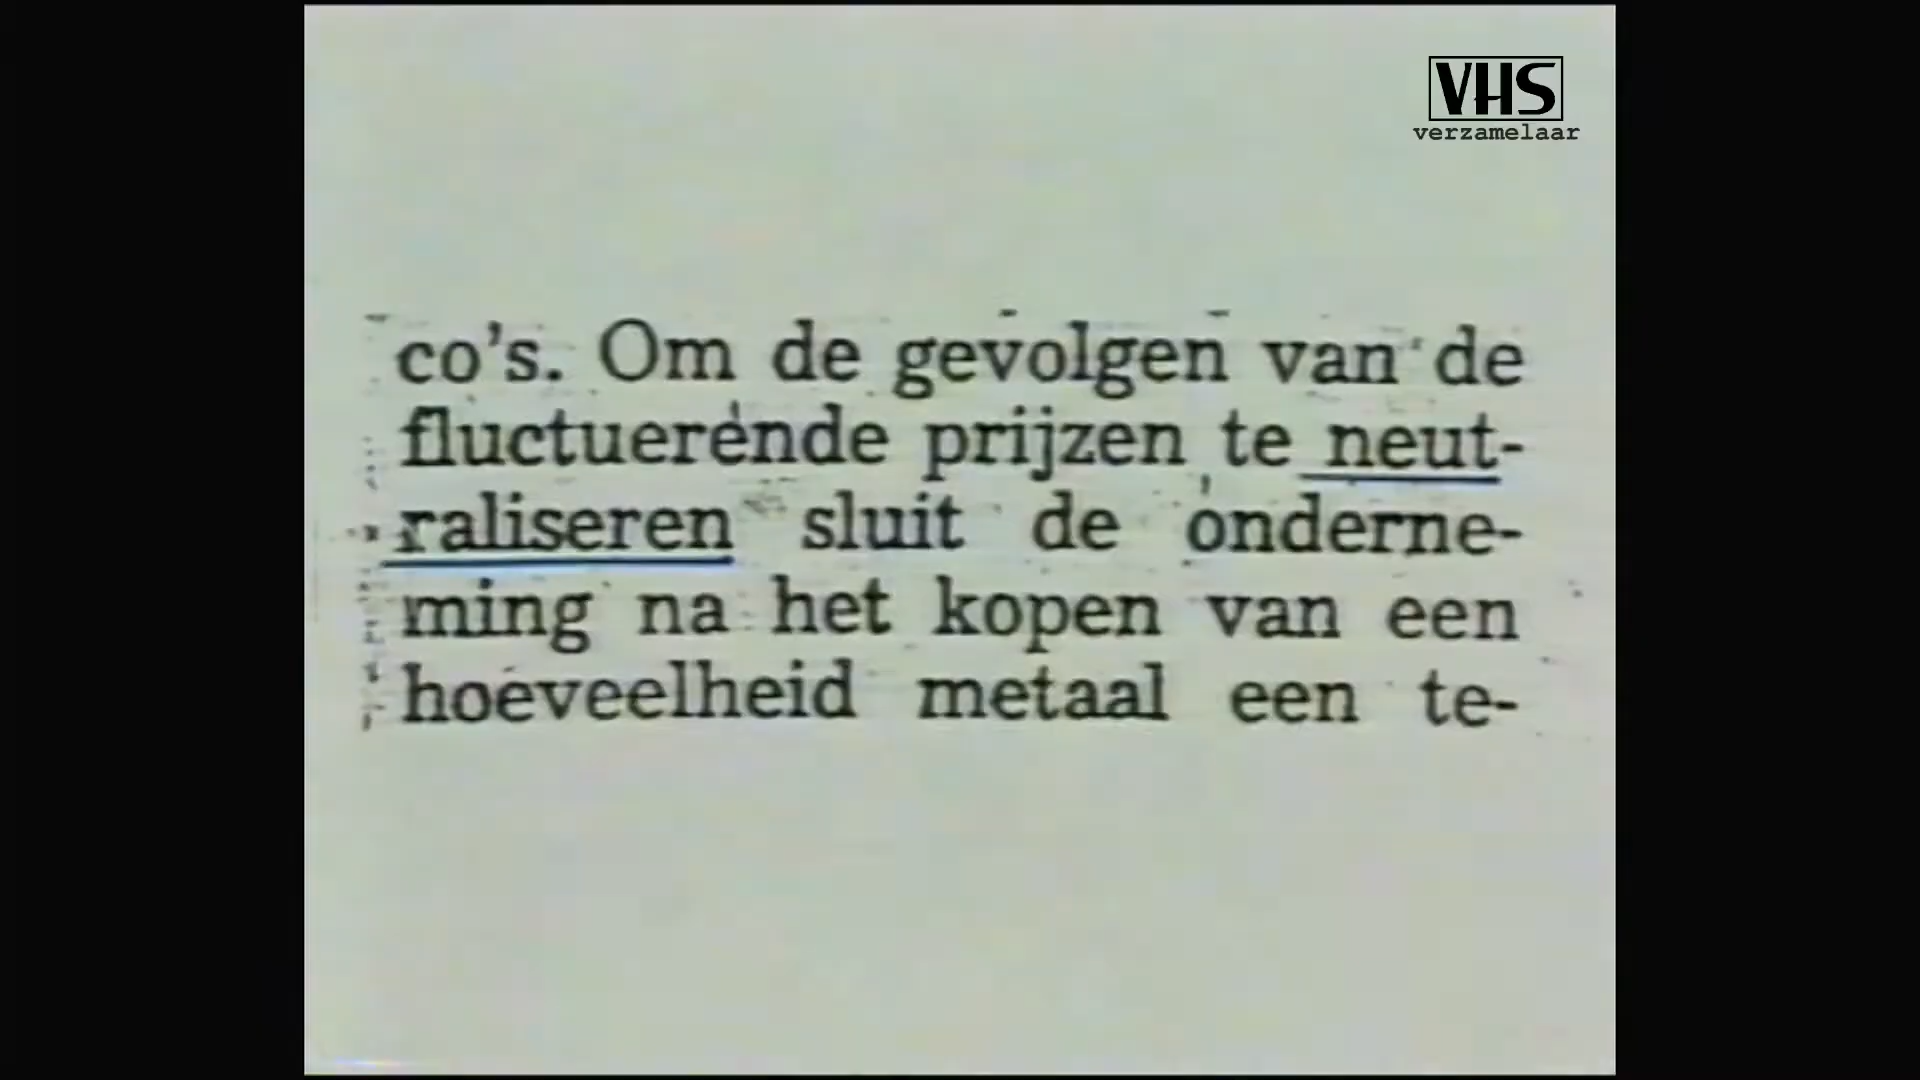 VHS
verzamelaar
co's. Om de gevolgen van de
fluctuerende prijzen te neut-
raliseren sluit de onderne-
ming na het kopen van een
hoeveelheid metaal een te-